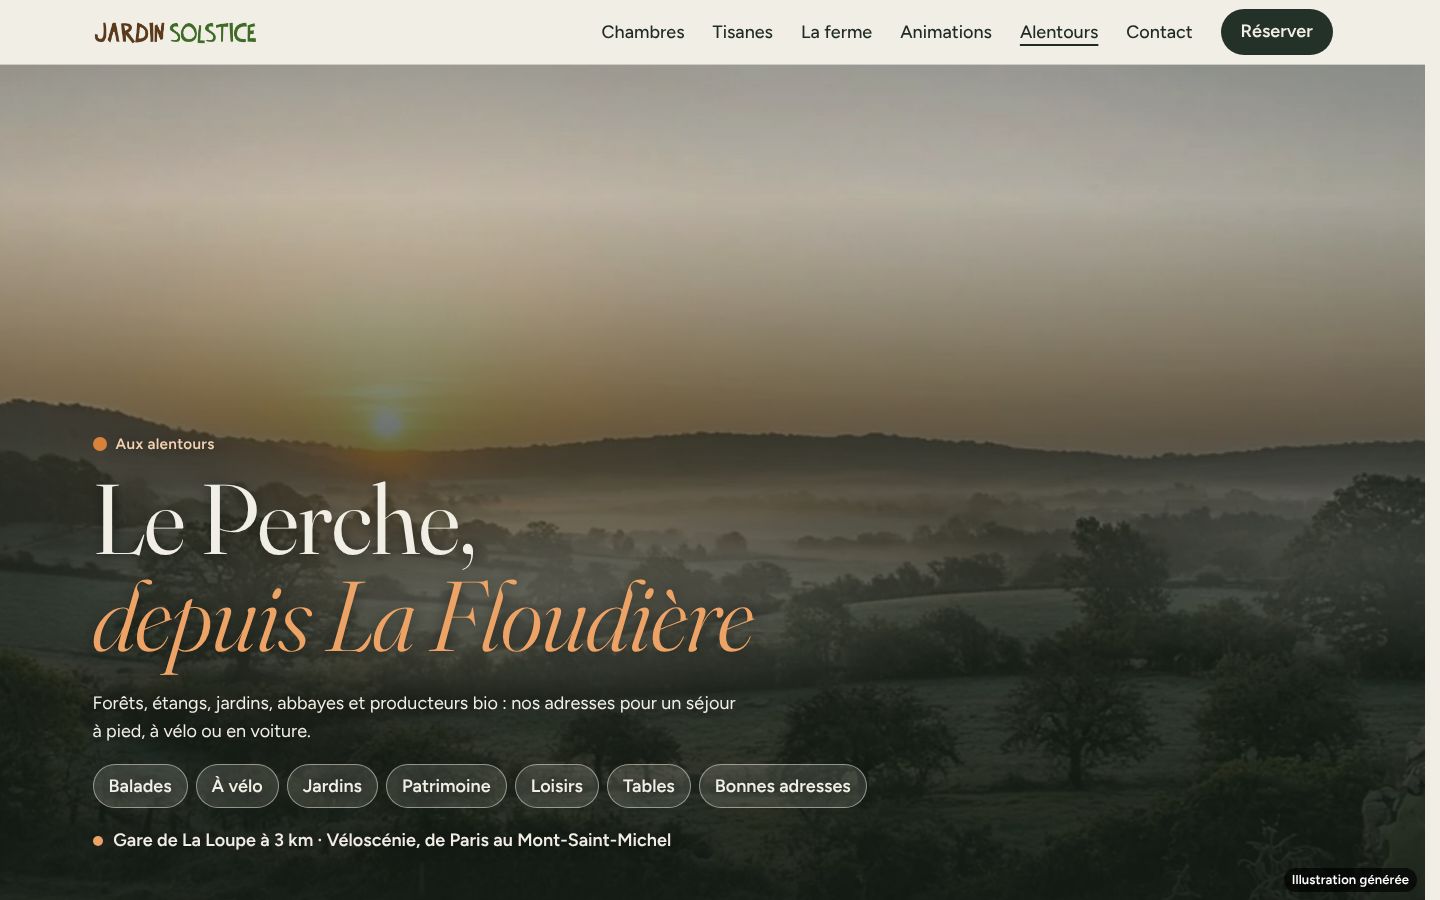 JARDIN SOLSTICE
Chambres
Tisanes
La ferme
Animations
Alentours
Contact
Réserver
Aux alentours
Le Perche,
depuis La Floudière
Forêts, étangs, jardins, abbayes et producteurs bio : nos adresses pour un séjour
à pied, à vélo ou en voiture.
Balades
À vélo
Jardins
Patrimoine
Loisirs
Tables
Bonnes adresses
Gare de La Loupe à 3 km · Véloscénie, de Paris au Mont-Saint-Michel
Illustration générée